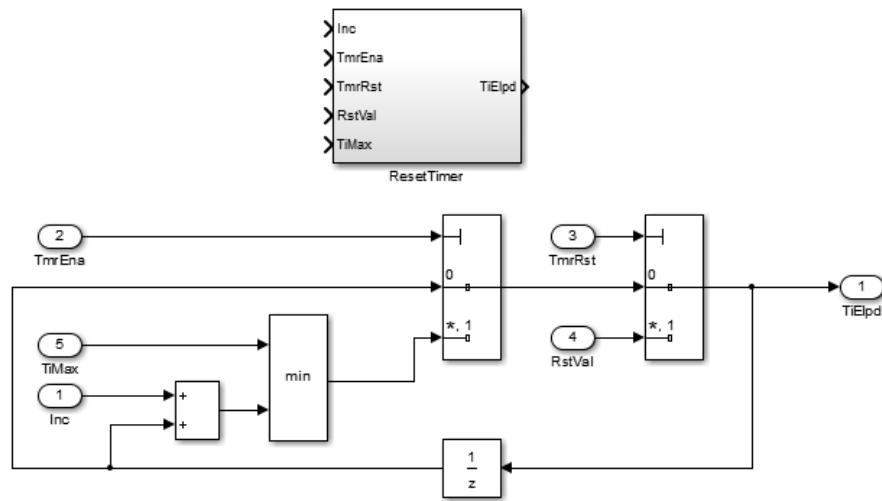 Inc
TmrEna
TmrRst
TiElpd
RstVal
TiMax
ResetTimer
2
TmrEna
3
TmrRst
0
0
1
TiElpd
*, 1
*, 1
5
TiMax
4
RstVal
min
1
Inc
+
+
1
z